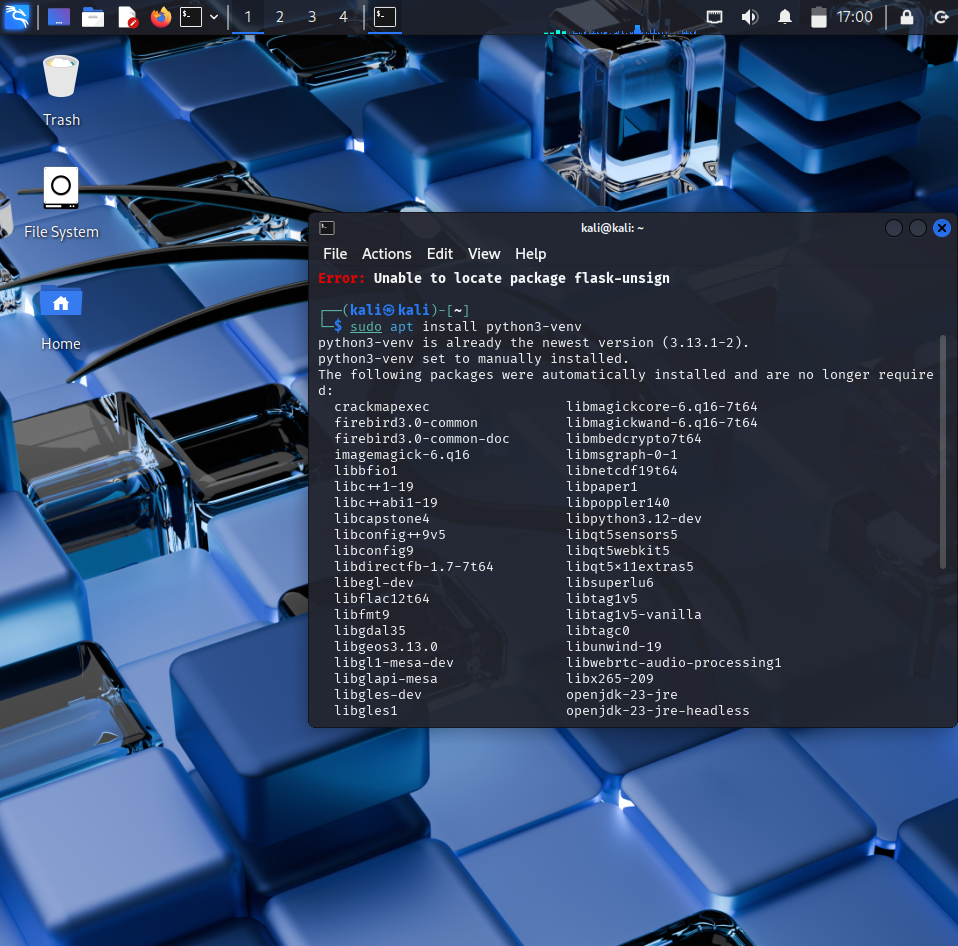 1 2 3 4
17:00
Trash
File System
Home
kali@kali: ~
File Actions Edit View Help
Error: Unable to locate package flask-unsign
┌──(kali㉿kali)-[~]
└─$ sudo apt install python3-venv
python3-venv is already the newest version (3.13.1-2).
python3-venv set to manually installed.
The following packages were automatically installed and are no longer require
d:
crackmapexec libmagickcore-6.q16-7t64
firebird3.0-common libmagickwand-6.q16-7t64
firebird3.0-common-doc libmbedcrypto7t64
imagemagick-6.q16 libmsgraph-0-1
libbfio1 libnetcdf19t64
libc++1-19 libpaper1
libc++abi1-19 libpoppler140
libcapstone4 libpython3.12-dev
libconfig++9v5 libqt5sensors5
libconfig9 libqt5webkit5
libdirectfb-1.7-7t64 libqt5x11extras5
libegl-dev libsuperlu6
libflac12t64 libtag1v5
libfmt9 libtag1v5-vanilla
libgdal35 libtagc0
libgeos3.13.0 libunwind-19
libgl1-mesa-dev libwebrtc-audio-processing1
libglapi-mesa libx265-209
libgles-dev openjdk-23-jre
libgles1 openjdk-23-jre-headless